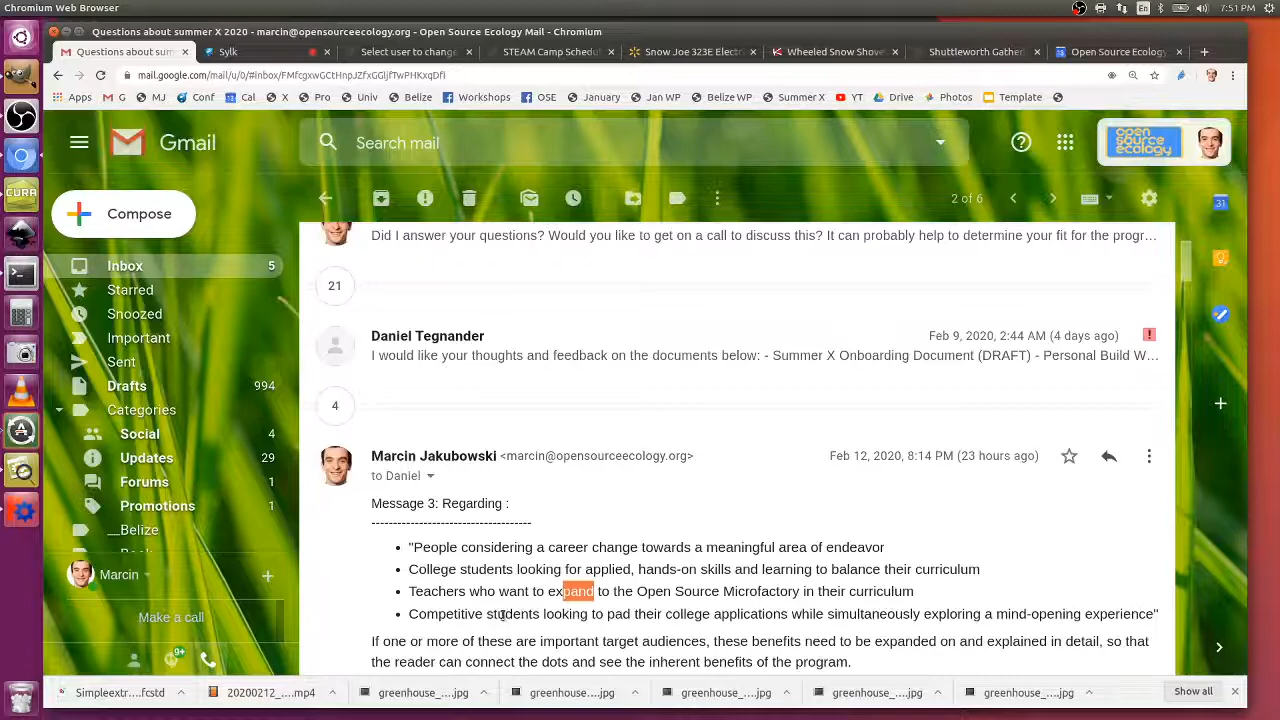 Chromium Web Browser
En
7:51 PM
Questions about summer X 2020 - marcin@opensourceecology.org - Open Source Ecology Mail - Chromium
Questions about sum
Sylk
Select user to change
STEAM Camp Schedu
Snow Joe 323E Electr
Wheeled Snow Shove
Shuttleworth Gatheri
Open Source Ecology
mail.google.com/mail/u/0/#inbox/FMfcgxwGCtHnpJZfxGGljfTwPHKxqDfi
Apps
G
MJ
Conf
Cal
X
Pro
Univ
Belize
Workshops
OSE
January
Jan WP
Belize WP
Summer X
YT
Drive
Photos
Template
Gmail
Search mail
open source ecology
Compose
2 of 6
31
Inbox
5
Starred
Snoozed
Important
Sent
Drafts
994
Categories
Social
4
Updates
29
Forums
1
Promotions
1
__Belize
Marcin
Make a call
9+
CURA
Did I answer your questions? Would you like to get on a call to discuss this? It can probably help to determine your fit for the progr...
21
Daniel Tegnander
Feb 9, 2020, 2:44 AM (4 days ago)
I would like your thoughts and feedback on the documents below: - Summer X Onboarding Document (DRAFT) - Personal Build W...
4
Marcin Jakubowski <marcin@opensourceecology.org>
Feb 12, 2020, 8:14 PM (23 hours ago)
to Daniel
Message 3: Regarding :
-------------------------------------
• "People considering a career change towards a meaningful area of endeavor
• College students looking for applied, hands-on skills and learning to balance their curriculum
• Teachers who want to expand to the Open Source Microfactory in their curriculum
• Competitive students looking to pad their college applications while simultaneously exploring a mind-opening experience"
If one or more of these are important target audiences, these benefits need to be expanded on and explained in detail, so that
the reader can connect the dots and see the inherent benefits of the program.
Simpleextr....fcstd
20200212_....mp4
greenhouse_....jpg
greenhouse_....jpg
greenhouse_....jpg
greenhouse_....jpg
greenhouse_....jpg
Show all